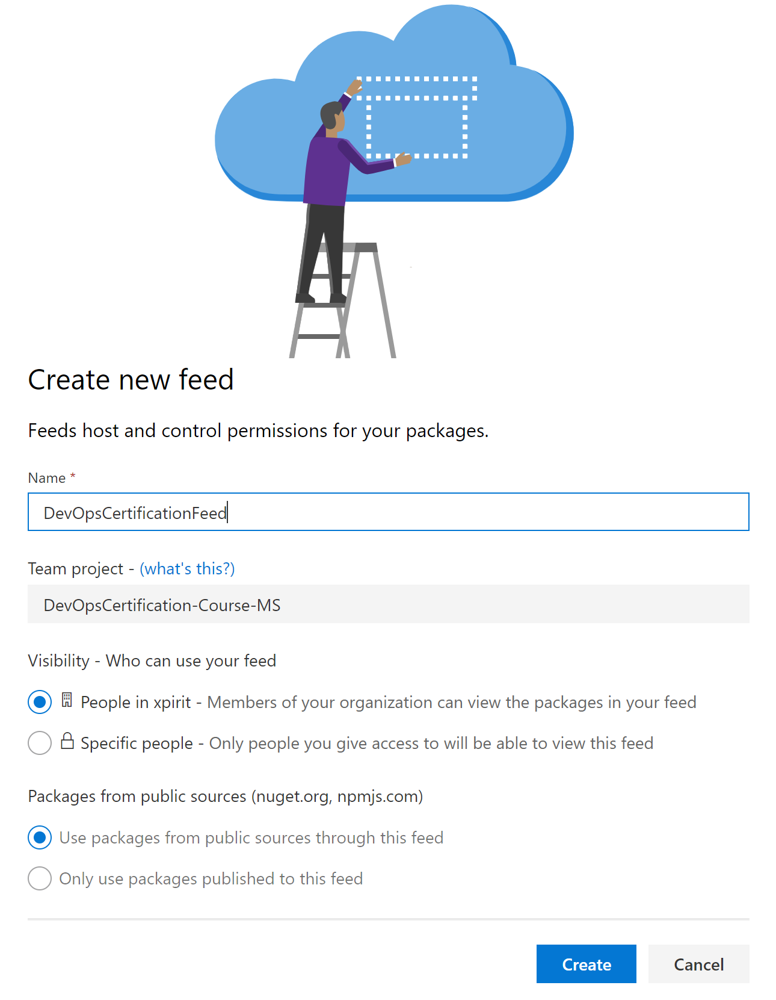 Create new feed
Feeds host and control permissions for your packages.
Name *
DevOpsCertificationFeed
Team project - (what's this?)
DevOpsCertification-Course-MS
Visibility - Who can use your feed
People in xpirit - Members of your organization can view the packages in your feed
Specific people - Only people you give access to will be able to view this feed
Packages from public sources (nuget.org, npmjs.com)
Use packages from public sources through this feed
Only use packages published to this feed
Create Cancel